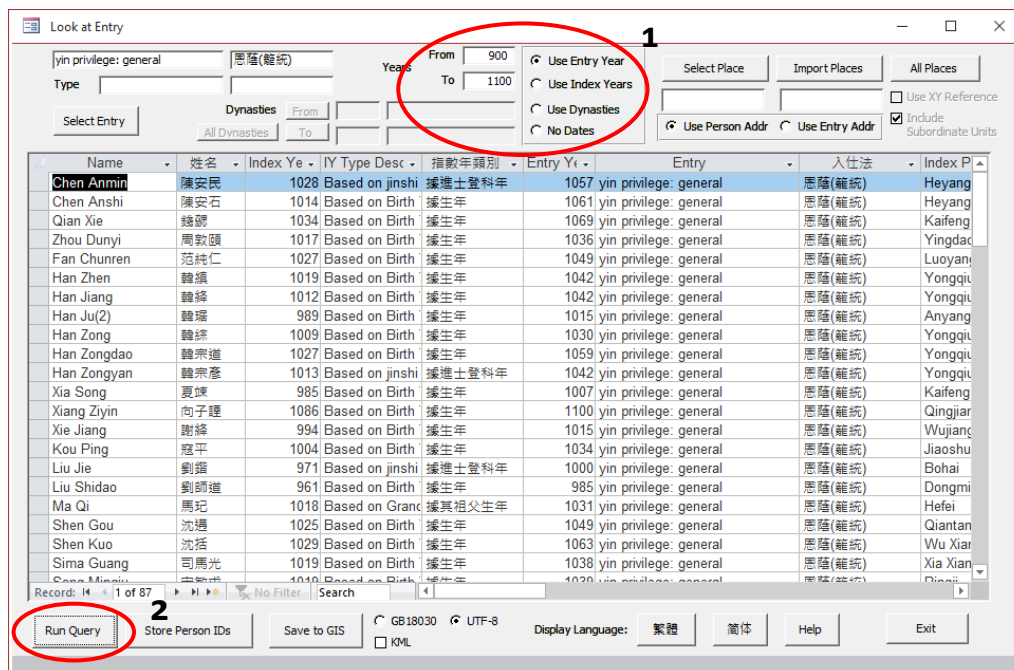 Look at Entry
1
yin privilege: general 恩蔭(籠統) Years From 900 Use Entry Year Select Place Import Places All Places
Type To 1100 Use Index Years Use XY Reference
Select Entry Dynasties From Use Dynasties Use Person Addr Use Entry Addr Include Subordinate Units
All Dynasties To No Dates
Name 姓名 Index Ye IY Type Desc 指數年類別 Entry Ye Entry 入仕法 Index P
Chen Anmin 陳安民 1028 Based on jinshi 據進士登科年 1057 yin privilege: general 恩蔭(籠統) Heyang
Chen Anshi 陳安石 1014 Based on Birth 據生年 1061 yin privilege: general 恩蔭(籠統) Heyang
Qian Xie 錢勰 1034 Based on Birth 據生年 1069 yin privilege: general 恩蔭(籠統) Kaifeng
Zhou Dunyi 周敦頤 1017 Based on Birth 據生年 1036 yin privilege: general 恩蔭(籠統) Yingdao
Fan Chunren 范純仁 1027 Based on Birth 據生年 1049 yin privilege: general 恩蔭(籠統) Luoyang
Han Zhen 韓縝 1019 Based on Birth 據生年 1042 yin privilege: general 恩蔭(籠統) Yongqiu
Han Jiang 韓絳 1012 Based on Birth 據生年 1042 yin privilege: general 恩蔭(籠統) Yongqiu
Han Ju(2) 韓琚 989 Based on Birth 據生年 1015 yin privilege: general 恩蔭(籠統) Anyang
Han Zong 韓綜 1009 Based on Birth 據生年 1030 yin privilege: general 恩蔭(籠統) Yongqiu
Han Zongdao 韓宗道 1027 Based on Birth 據生年 1059 yin privilege: general 恩蔭(籠統) Yongqiu
Han Zongyan 韓宗彥 1013 Based on jinshi 據進士登科年 1042 yin privilege: general 恩蔭(籠統) Yongqiu
Xia Song 夏竦 985 Based on Birth 據生年 1007 yin privilege: general 恩蔭(籠統) Kaifeng
Xiang Ziyin 向子諲 1086 Based on Birth 據生年 1100 yin privilege: general 恩蔭(籠統) Qingjiar
Xie Jiang 謝絳 994 Based on Birth 據生年 1015 yin privilege: general 恩蔭(籠統) Wujiang
Kou Ping 寇平 1004 Based on Birth 據生年 1034 yin privilege: general 恩蔭(籠統) Jiaoshu
Liu Jie 劉鍇 971 Based on jinshi 據進士登科年 1000 yin privilege: general 恩蔭(籠統) Bohai
Liu Shidao 劉師道 961 Based on Birth 據生年 985 yin privilege: general 恩蔭(籠統) Dongmi
Ma Qi 馬玘 1018 Based on Grand 據其祖父生年 1031 yin privilege: general 恩蔭(籠統) Hefei
Shen Gou 沈遘 1025 Based on Birth 據生年 1049 yin privilege: general 恩蔭(籠統) Qiantan
Shen Kuo 沈括 1029 Based on Birth 據生年 1063 yin privilege: general 恩蔭(籠統) Wu Xiar
Sima Guang 司馬光 1019 Based on Birth 據生年 1038 yin privilege: general 恩蔭(籠統) Xia Xian
Record: 1 of 87 No Filter Search
2
Run Query Store Person IDs Save to GIS GB18030 UTF-8 Display Language: 繁體 简体 Help Exit
KML